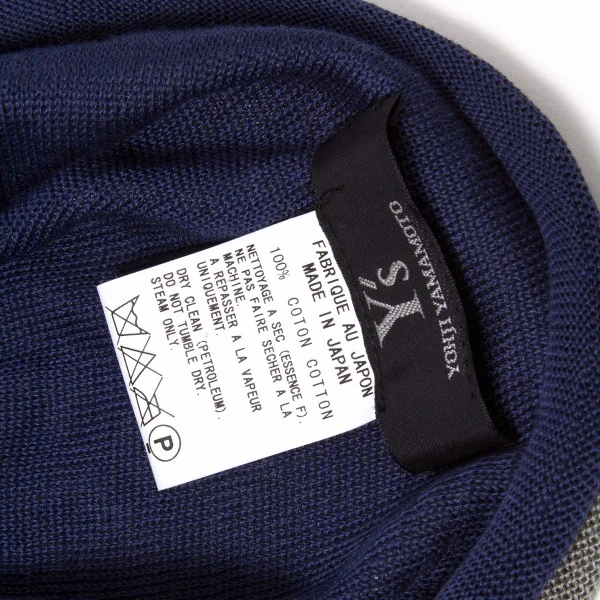 Y's
YOHJI YAMAMOTO
FABRIQUE AU JAPON
MADE IN JAPAN
100% COTON COTTON
NETTOYAGE A SEC (ESSENCE F).
NE PAS FAIRE SECHER A LA
MACHINE.
A REPASSER A LA VAPEUR
UNIQUEMENT.
DRY CLEAN (PETROLEUM).
DO NOT TUMBLE DRY.
STEAM ONLY.
P